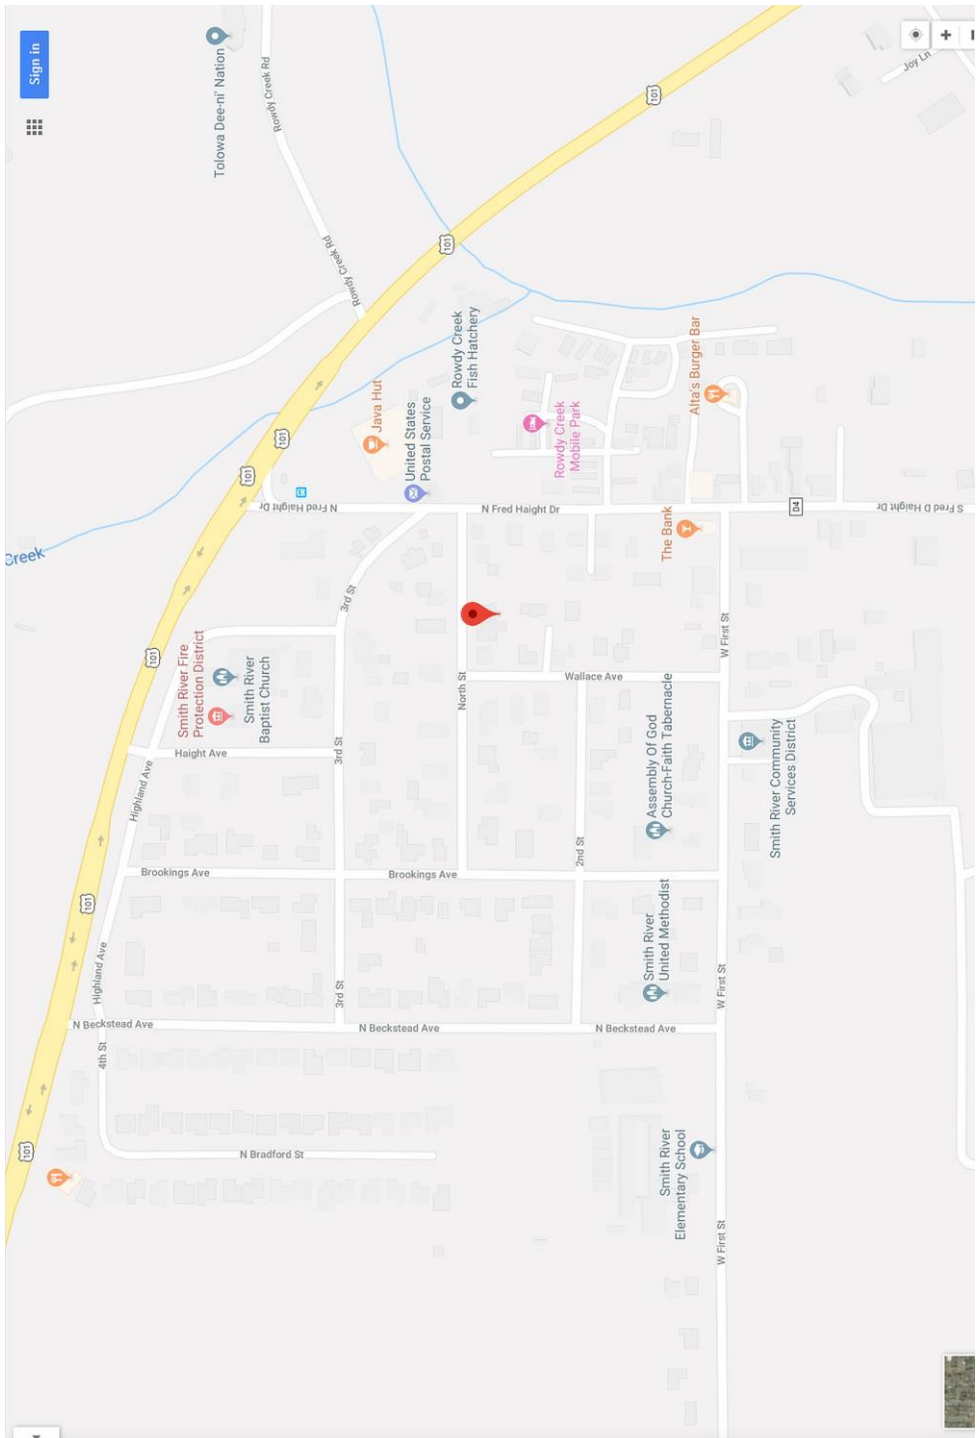 Sign in
Creek
101
N Beckstead Ave
101
Highland Ave
4th St
Highland Ave
101
Haight Ave
Brookings Ave
Smith River Fire
Protection District
Tolowa Dee-ni' Nation
Smith River
Baptist Church
101
101
Rowdy Creek Rd
N Fred Haight Dr
N Bradford St
3rd St
3rd St
3rd St
Rowdy Creek Rd
Rowdy Creek Rd
Java Hut
United States
Postal Service
N Beckstead Ave
Brookings Ave
101
North St
Rowdy Creek
Fish Hatchery
N Fred Haight Dr
Rowdy Creek
Mobile Park
2nd St
Wallace Ave
N Beckstead Ave
101
Smith River
United Methodist
Assembly Of God
Church-Faith Tabernacle
The Bank
Smith River
Elementary School
Alta's Burger Bar
W First St
W First St
W First St
Smith River Community
Services District
D4
S Fred D Haight Dr
Joy Ln